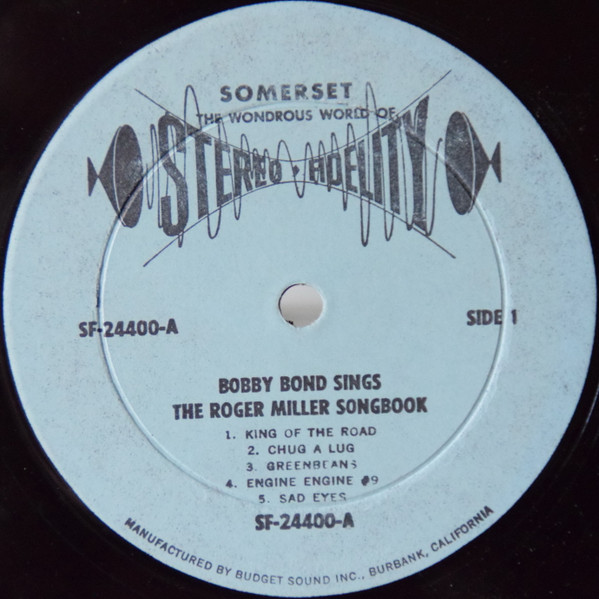 SOMERSET
THE WONDROUS WORLD OF
STEREO • FIDELITY
SF-24400-A
SIDE 1
BOBBY BOND SINGS
THE ROGER MILLER SONGBOOK
1. KING OF THE ROAD
2. CHUG A LUG
3. GREENBEANS
4. ENGINE ENGINE #9
5. SAD EYES
SF-24400-A
MANUFACTURED BY BUDGET SOUND INC., BURBANK, CALIFORNIA